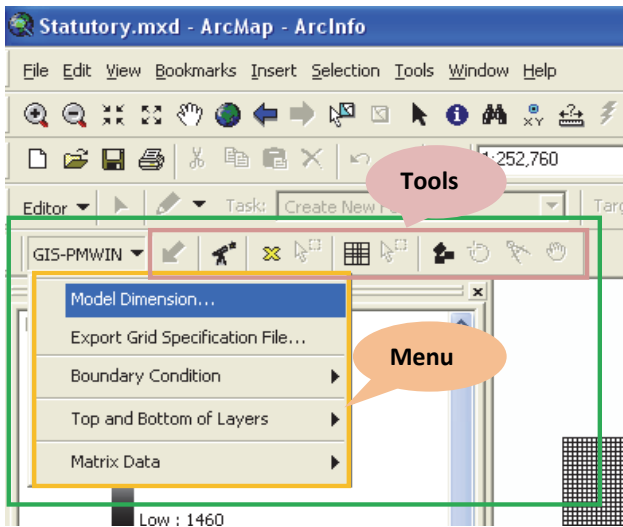 Statutory.mxd - ArcMap - ArcInfo
File Edit View Bookmarks Insert Selection Tools Window Help
XY ?
1:252,760
Tools
Editor Task: Create New Targ
GIS-PMWIN
Model Dimension...
Export Grid Specification File...
Boundary Condition
Top and Bottom of Layers
Matrix Data
Menu
Low : 1460